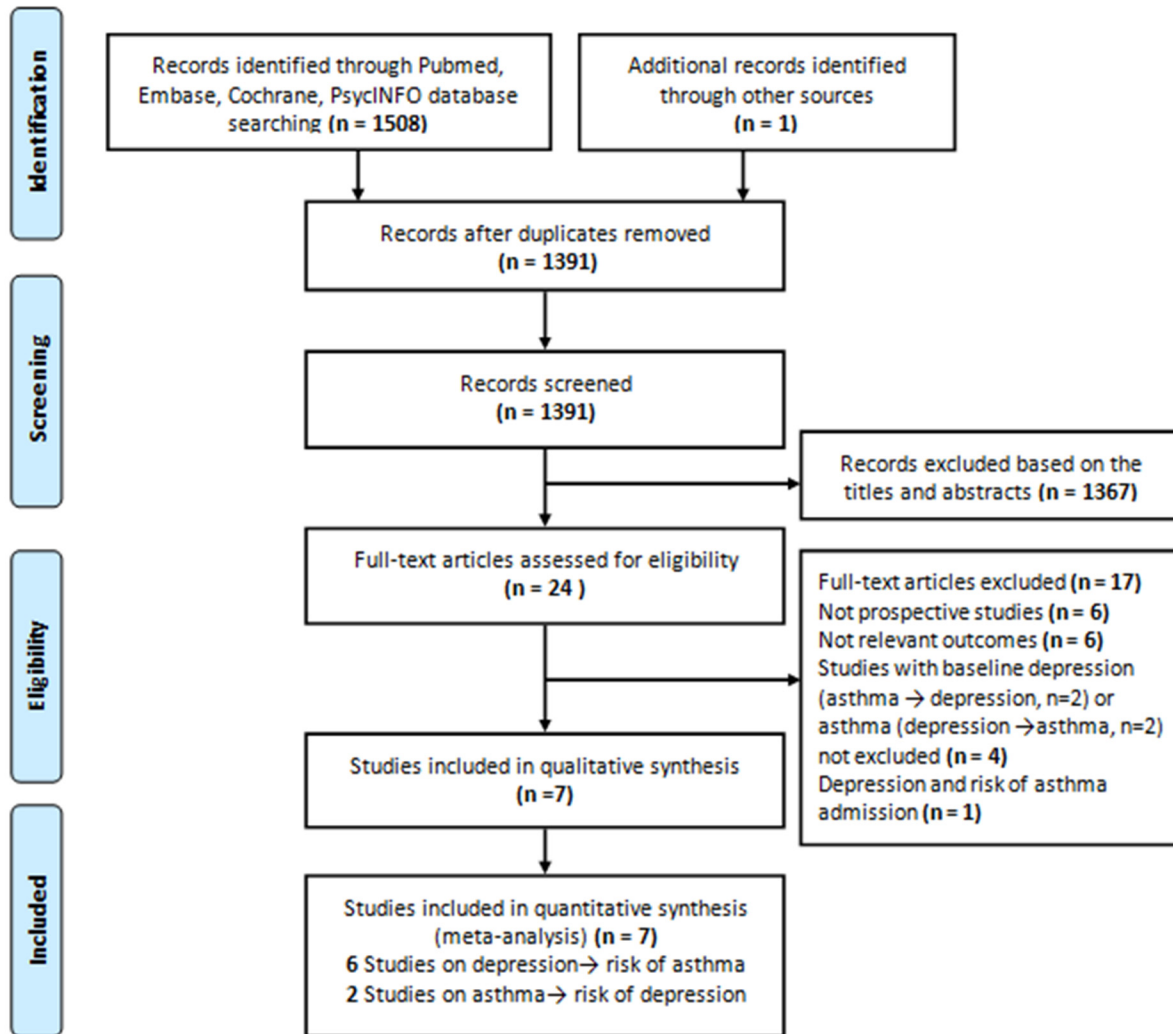 Identification
Records identified through Pubmed,
Embase, Cochrane, PsycINFO database
searching (n = 1508)
Additional records identified
through other sources
(n = 1)
Records after duplicates removed
(n = 1391)
Screening
Records screened
(n = 1391)
Records excluded based on the
titles and abstracts (n = 1367)
Eligibility
Full-text articles assessed for eligibility
(n = 24 )
Full-text articles excluded (n = 17)
Not prospective studies (n = 6)
Not relevant outcomes (n = 6)
Studies with baseline depression
(asthma → depression, n=2) or
asthma (depression →asthma, n=2)
not excluded (n = 4)
Depression and risk of asthma
admission (n = 1)
Studies included in qualitative synthesis
(n =7)
Included
Studies included in quantitative synthesis
(meta-analysis) (n = 7)
6 Studies on depression→ risk of asthma
2 Studies on asthma→ risk of depression